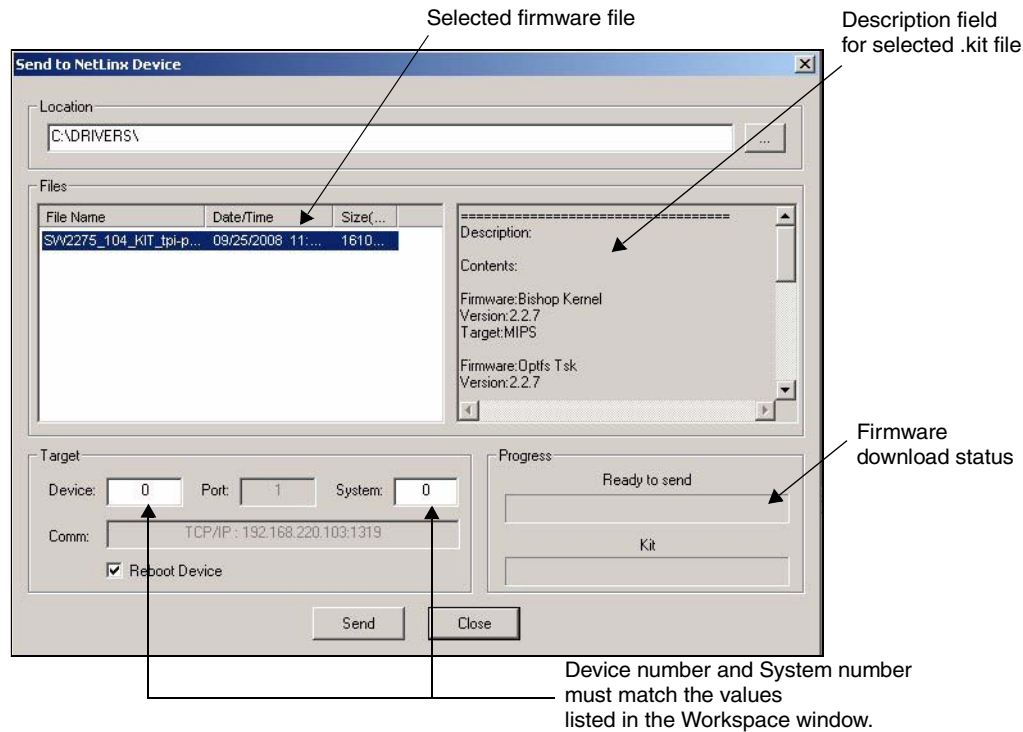 Selected firmware file
Description field
for selected .kit file
Send to NetLinx Device
Location
C:\DRIVERS\
...
Files
File Name Date/Time Size(...
SW2275_104_KIT_tpi-p... 09/25/2008 11:... 1610...
===================================
Description:
Contents:
Firmware:Bishop Kernel
Version:2.2.7
Target:MIPS
Firmware:Optfs Tsk
Version:2.2.7
Firmware
download status
Target
Device: 0 Port: 1 System: 0
Comm: TCP/IP : 192.168.220.103:1319
Reboot Device
Progress
Ready to send
Kit
Send Close
Device number and System number
must match the values
listed in the Workspace window.